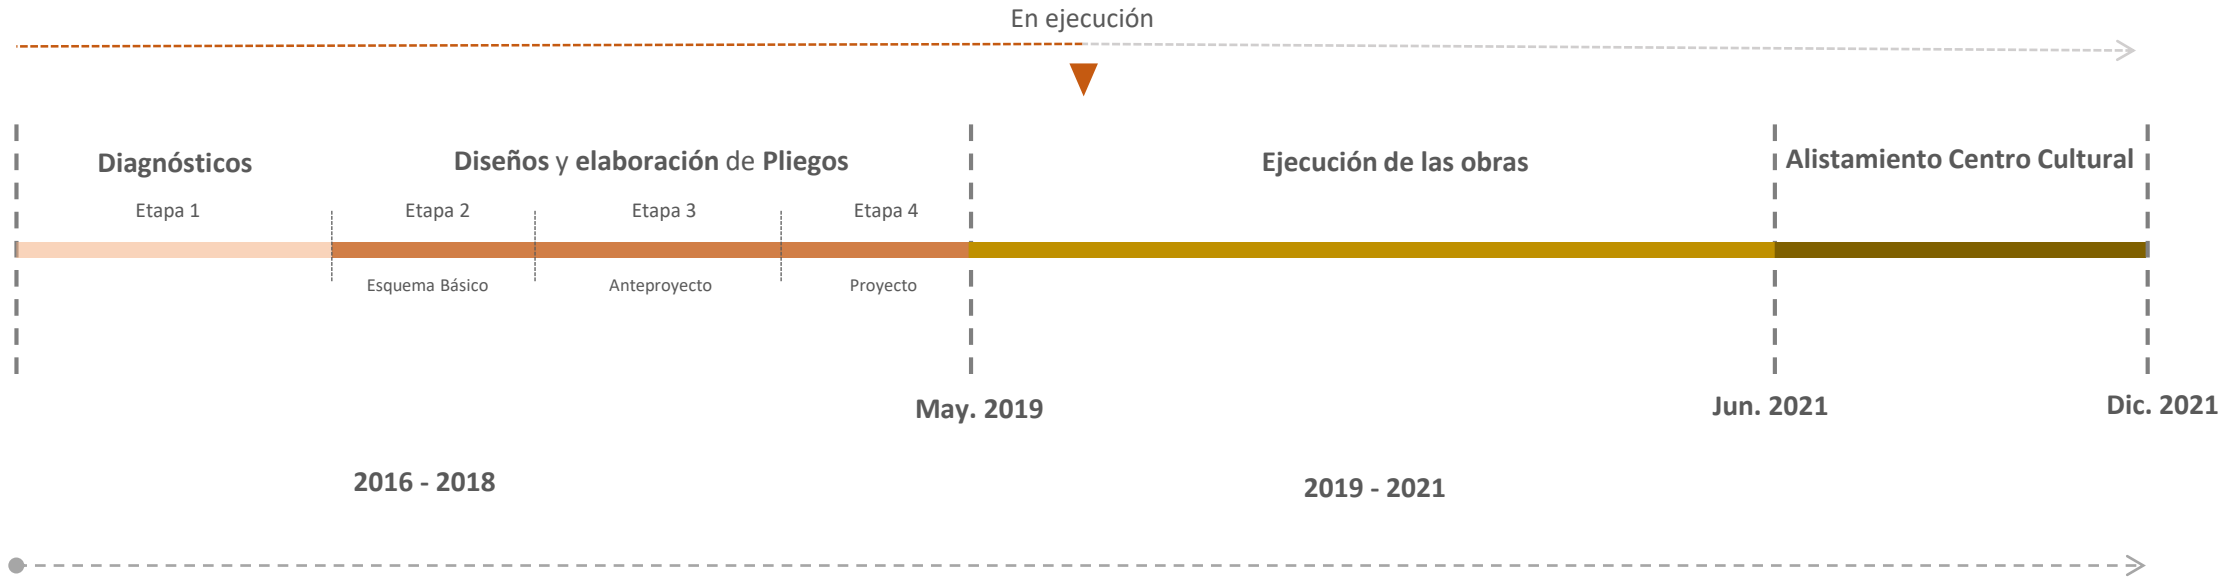 En ejecución
Diagnósticos
Diseños y elaboración de Pliegos
Ejecución de las obras
Alistamiento Centro Cultural
Etapa 1
Etapa 2
Etapa 3
Etapa 4
Esquema Básico
Anteproyecto
Proyecto
May. 2019
Jun. 2021
Dic. 2021
2016 - 2018
2019 - 2021